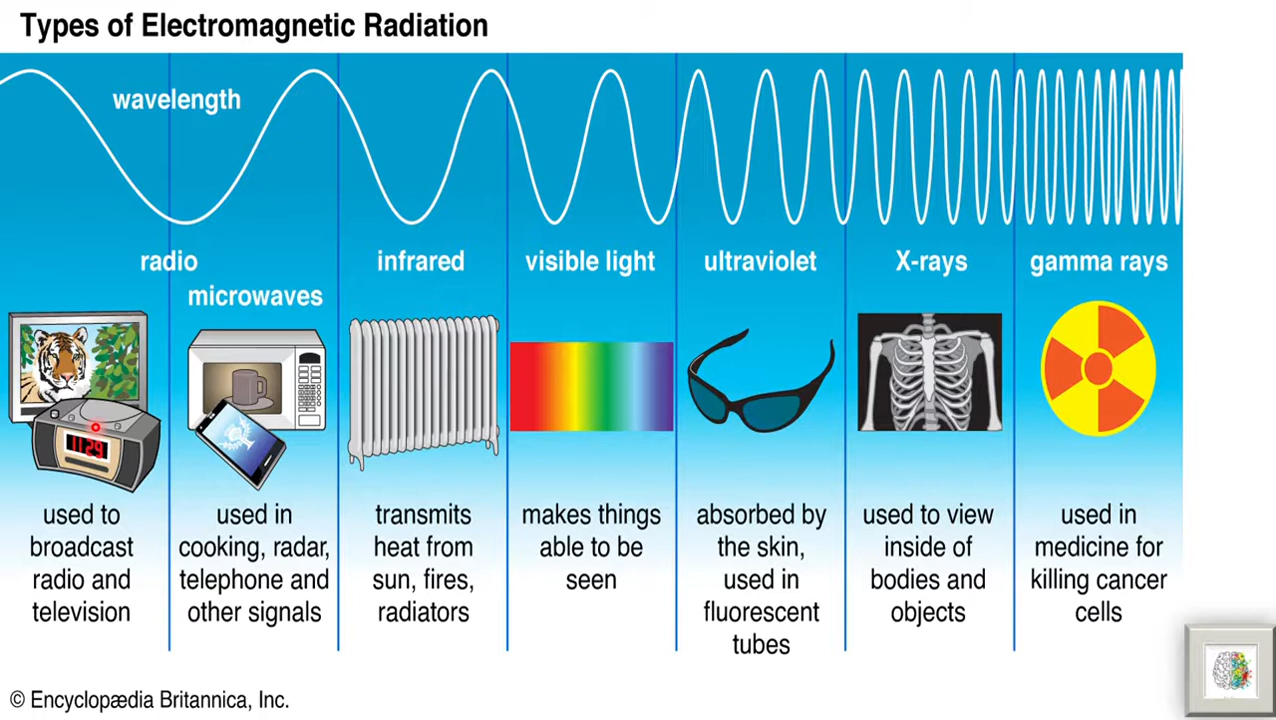 Types of Electromagnetic Radiation
wavelength
radio
microwaves
infrared
visible light
ultraviolet
X-rays
gamma rays
11:29
used to
broadcast
radio and
television
used in
cooking, radar,
telephone and
other signals
transmits
heat from
sun, fires,
radiators
makes things
able to be
seen
absorbed by
the skin,
used in
fluorescent
tubes
used to view
inside of
bodies and
objects
used in
medicine for
killing cancer
cells
© Encyclopædia Britannica, Inc.